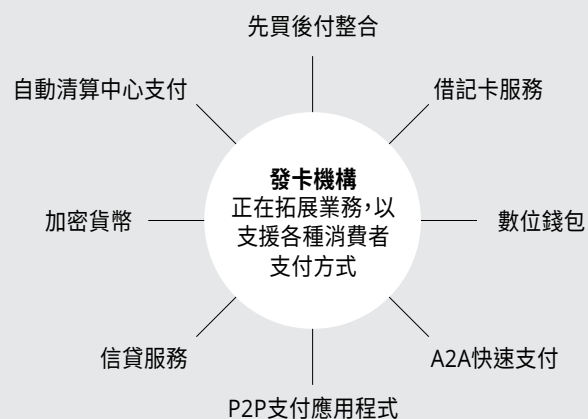 先買後付整合
自動清算中心支付
借記卡服務
發卡機構
正在拓展業務，以
支援各種消費者
支付方式
加密貨幣
數位錢包
信貸服務
A2A快速支付
P2P支付應用程式